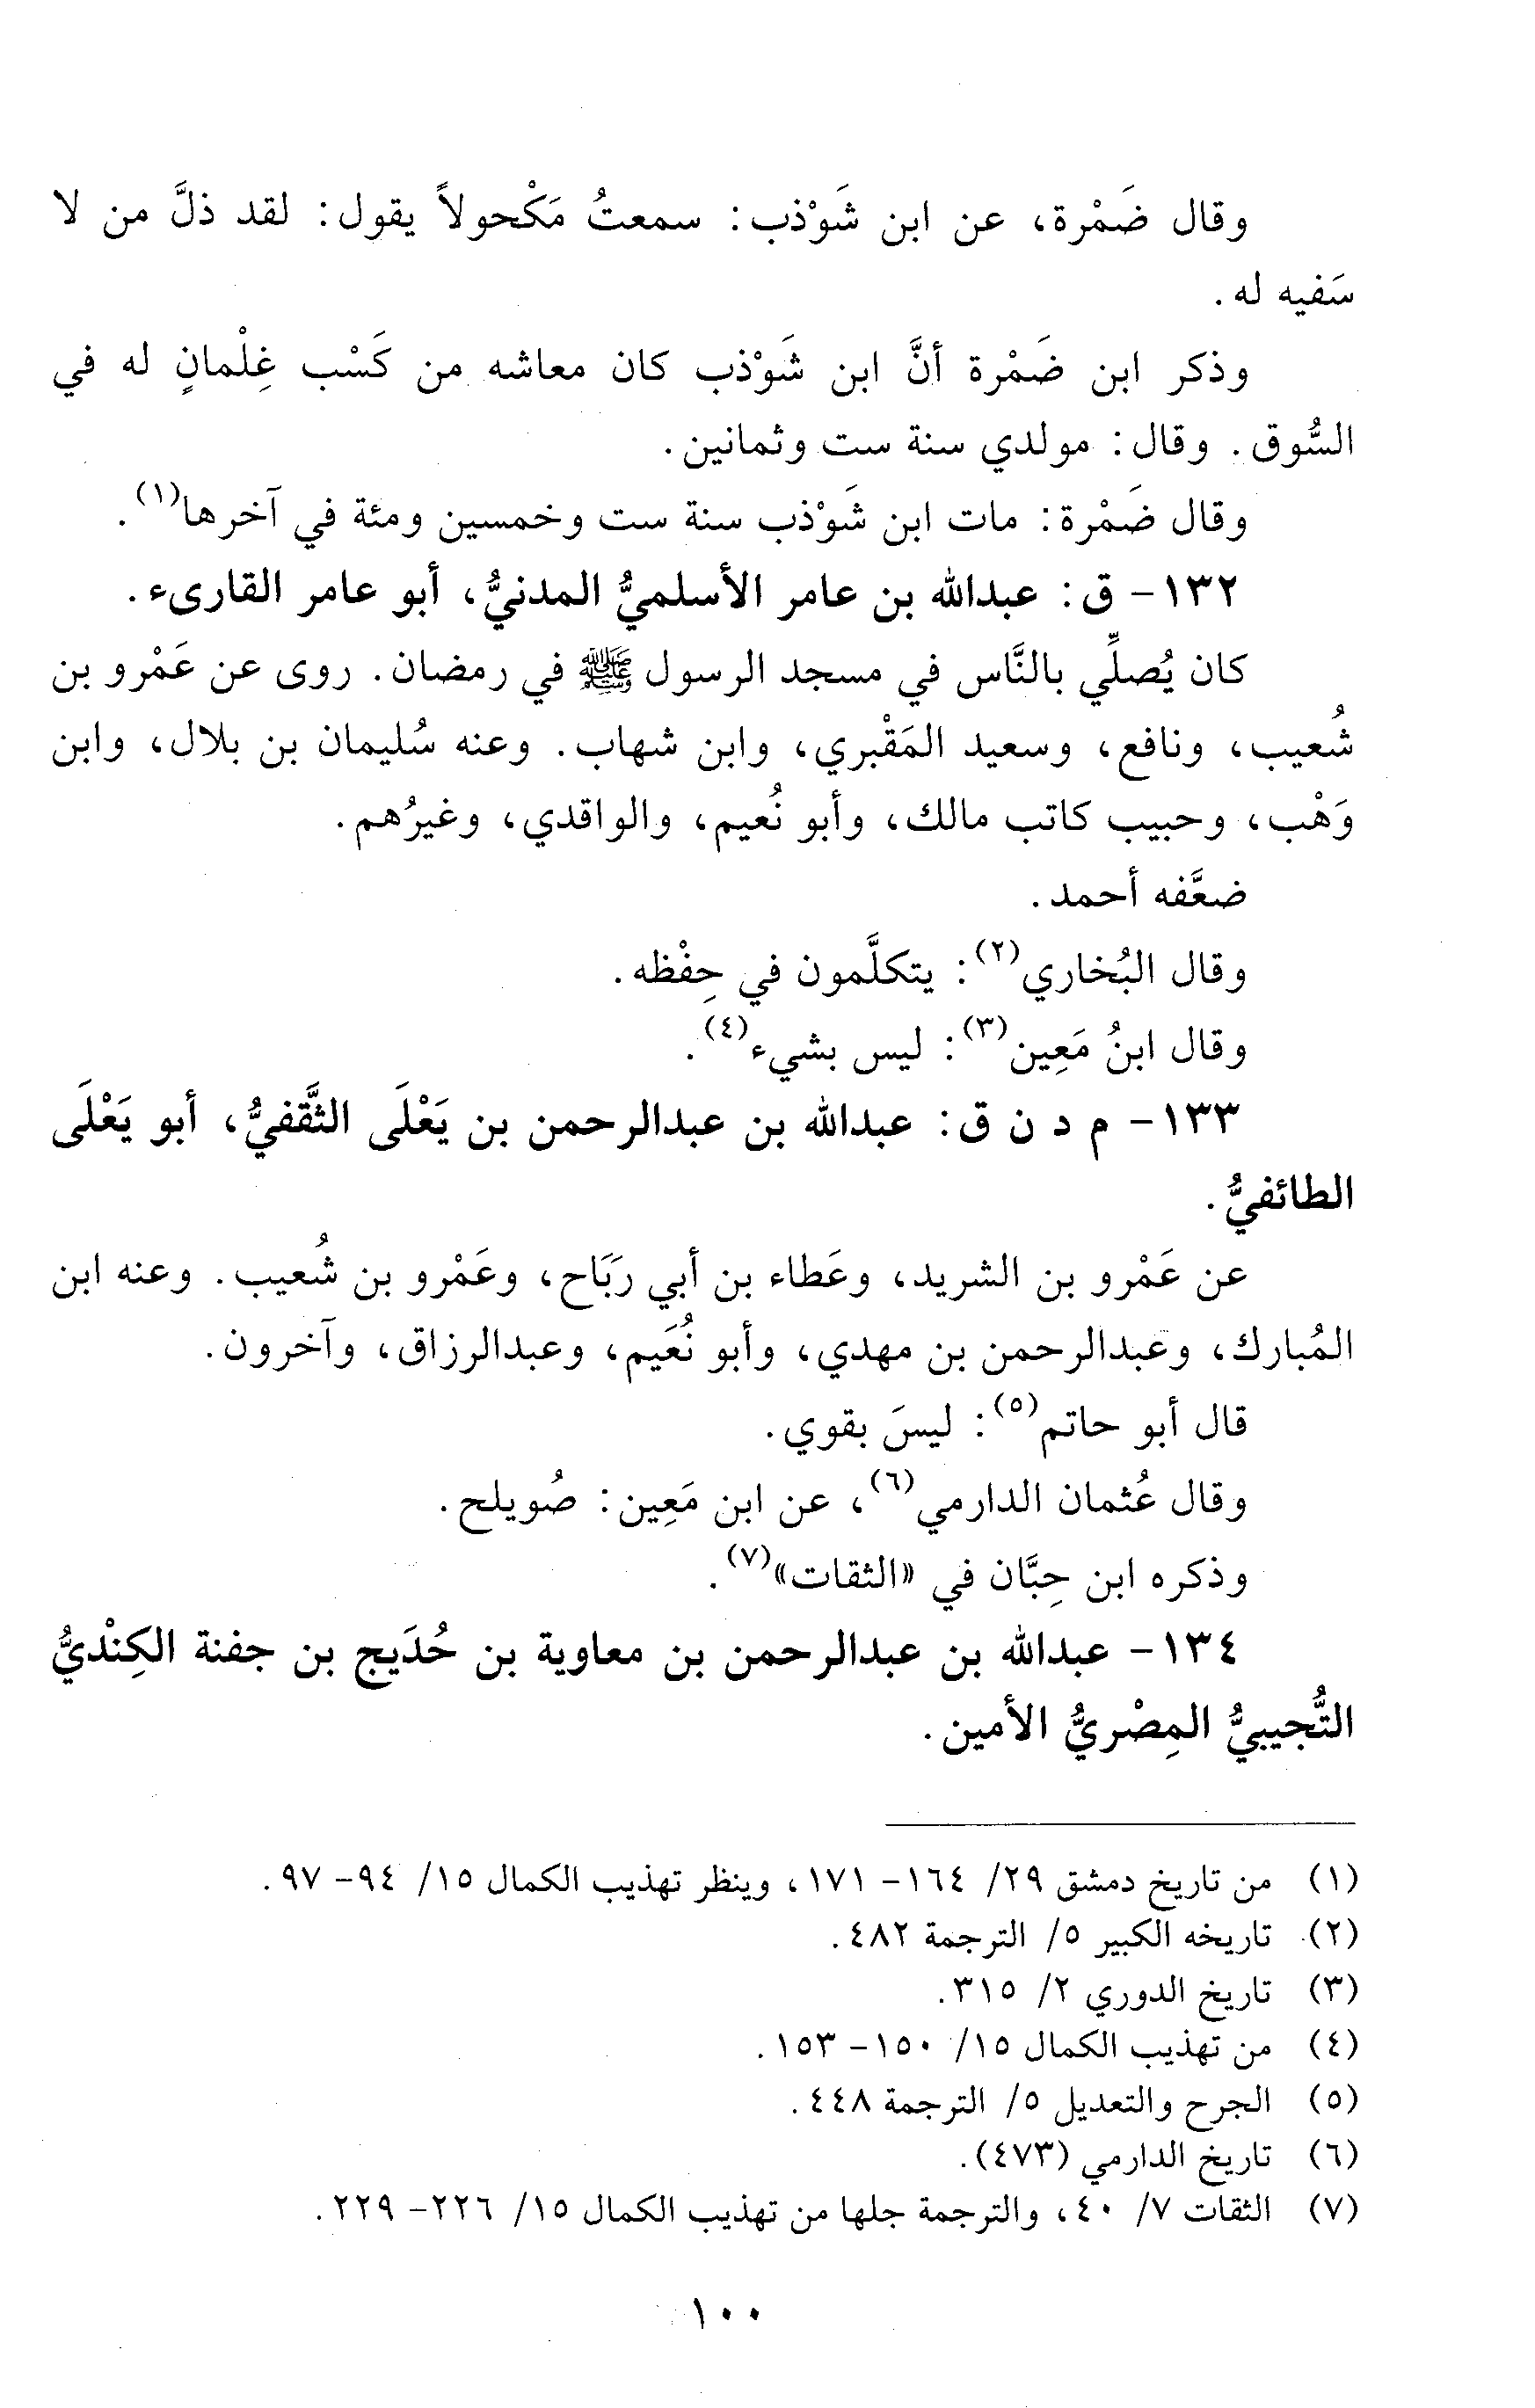 وقال ضَمْرة، عن ابن شَوْذب: سمعتُ مَكْحولاً يقول: لقد ذلَّ من لا
سَفيه له.
وذكر ابن ضَمْرة أنَّ ابن شَوْذب كان معاشه من كَسْب غِلْمانٍ له في
السُّوق. وقال: مولدي سنة ست وثمانين.
وقال ضَمْرة: مات ابن شَوْذب سنة ست وخمسين ومئة في آخرها(١).
١٣٢- ق: عبدالله بن عامر الأسلميُّ المدنيُّ، أبو عامر القارىء.
كان يُصلِّي بالنَّاس في مسجد الرسول ﷺ في رمضان. روى عن عَمْرو بن
شُعيب، ونافع، وسعيد المَقْبري، وابن شهاب. وعنه سُليمان بن بلال، وابن
وَهْب، وحبيب كاتب مالك، وأبو نُعيم، والواقدي، وغيرُهم.
ضعَّفه أحمد.
وقال البُخاري(٢): يتكلَّمون في حِفْظه.
وقال ابنُ مَعِين(٣): ليس بشيء(٤).
١٣٣- م د ن ق: عبدالله بن عبدالرحمن بن يَعْلَى الثَّقفيُّ، أبو يَعْلَى
الطائفيُّ.
عن عَمْرو بن الشريد، وعَطاء بن أبي رَبَاح، وعَمْرو بن شُعيب. وعنه ابن
المُبارك، وعبدالرحمن بن مهدي، وأبو نُعَيم، وعبدالرزاق، وآخرون.
قال أبو حاتم(٥): ليسَ بقوي.
وقال عُثمان الدارمي(٦)، عن ابن مَعِين: صُويلح.
وذكره ابن حِبَّان في «الثقات»(٧).
١٣٤- عبدالله بن عبدالرحمن بن معاوية بن حُدَيج بن جفنة الكِنْديُّ
التُّجيبيُّ المِصْريُّ الأمين.
(١) من تاريخ دمشق ٢٩/ ١٦٤- ١٧١، وينظر تهذيب الكمال ١٥/ ٩٤- ٩٧.
(٢) تاريخه الكبير ٥/ الترجمة ٤٨٢.
(٣) تاريخ الدوري ٢/ ٣١٥.
(٤) من تهذيب الكمال ١٥/ ١٥٠- ١٥٣.
(٥) الجرح والتعديل ٥/ الترجمة ٤٤٨.
(٦) تاريخ الدارمي (٤٧٣).
(٧) الثقات ٧/ ٤٠، والترجمة جلها من تهذيب الكمال ١٥/ ٢٢٦- ٢٢٩.
١٠٠